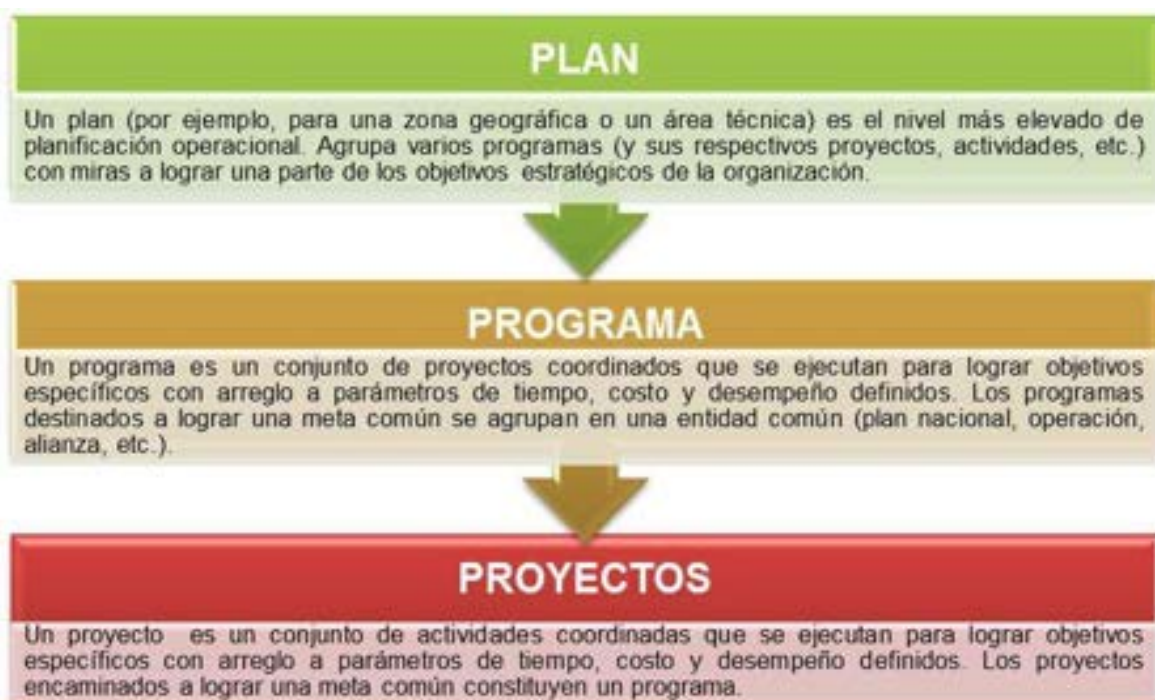 PLAN
Un plan (por ejemplo, para una zona geográfica o un área técnica) es el nivel más elevado de
planificación operacional. Agrupa varios programas (y sus respectivos proyectos, actividades, etc.)
con miras a lograr una parte de los objetivos estratégicos de la organización.
PROGRAMA
Un programa es un conjunto de proyectos coordinados que se ejecutan para lograr objetivos
específicos con arreglo a parámetros de tiempo, costo y desempeño definidos. Los programas
destinados a lograr una meta común se agrupan en una entidad común (plan nacional, operación,
alianza, etc.).
PROYECTOS
Un proyecto es un conjunto de actividades coordinadas que se ejecutan para lograr objetivos
específicos con arreglo a parámetros de tiempo, costo y desempeño definidos. Los proyectos
encaminados a lograr una meta común constituyen un programa.